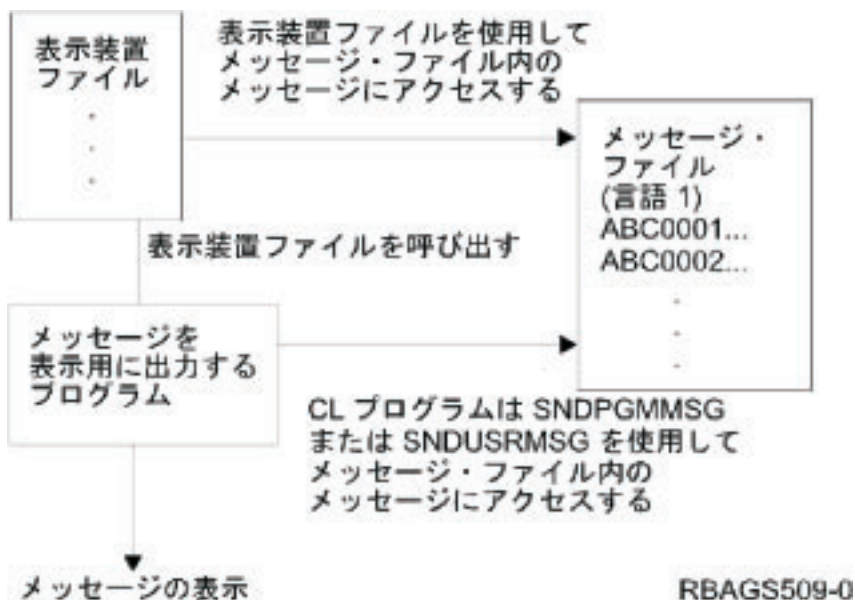 表示装置
ファイル
.
.
.
表示装置ファイルを使用して
メッセージ・ファイル内の
メッセージにアクセスする
メッセージ・
ファイル
(言語 1)
ABC0001...
ABC0002...
.
.
.
表示装置ファイルを呼び出す
メッセージを
表示用に出力する
プログラム
CL プログラムは SNDPGMMSG
または SNDUSRMSG を使用して
メッセージ・ファイル内の
メッセージにアクセスする
メッセージの表示
RBAGS509-0